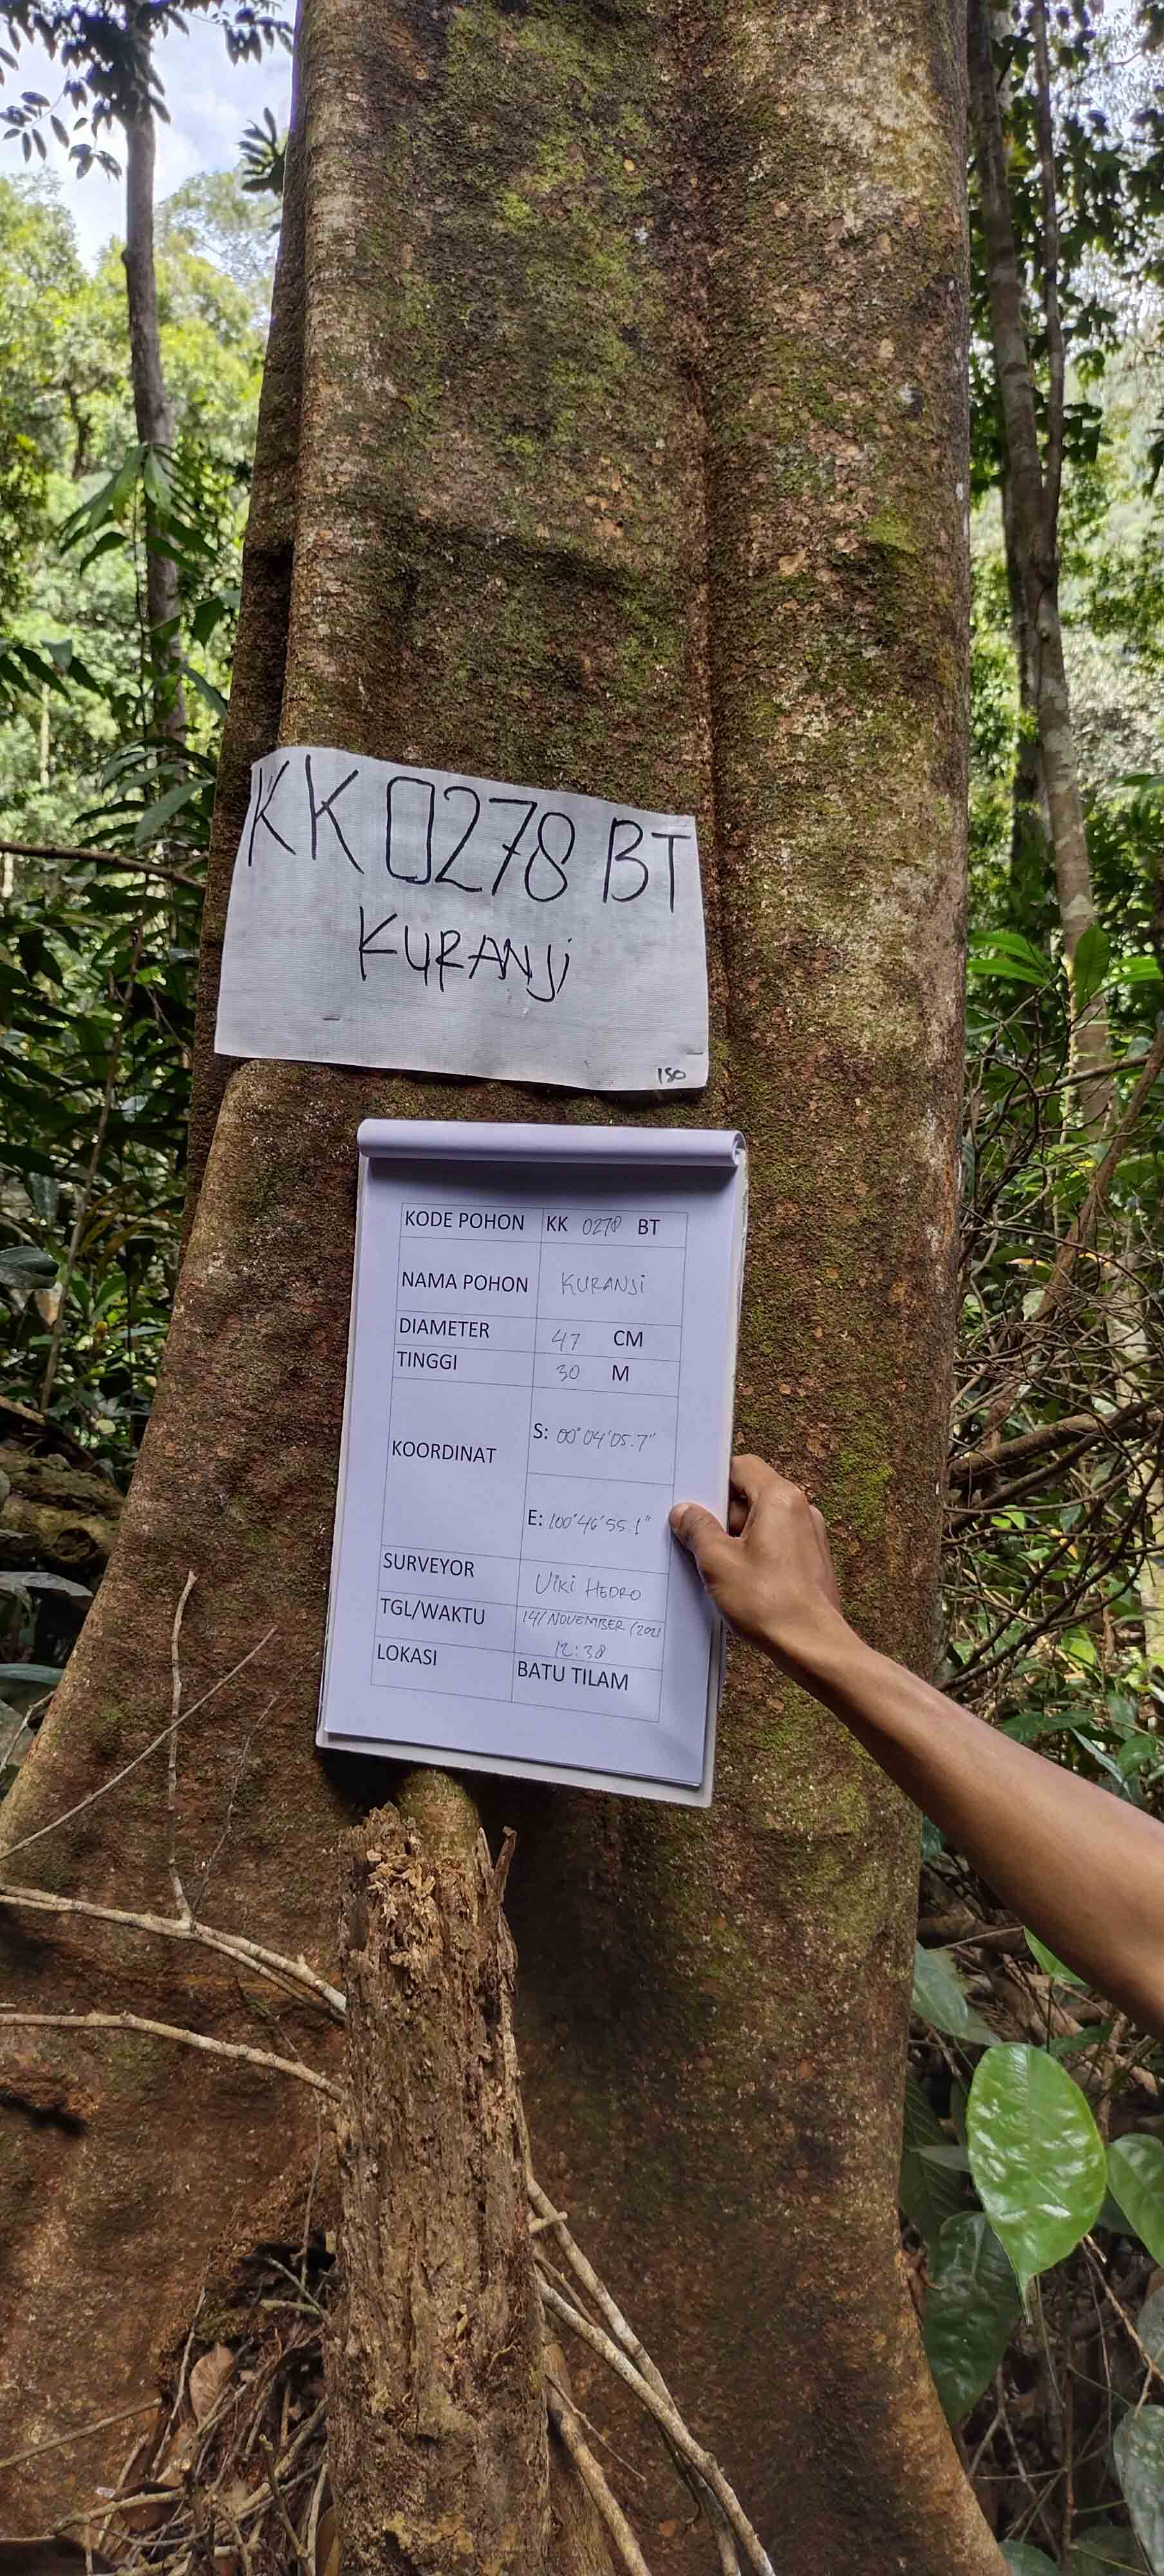 KK 0278 BT
KURANJI
150
KODE POHON KK 0278 BT
NAMA POHON KURANJI
DIAMETER 47 CM
TINGGI 30 M
KOORDINAT
S: 00°04'05.7"
E: 100°46'55.1"
SURVEYOR VIKI HEDRO
TGL/WAKTU 14/NOVEMBER/2021
12:38
LOKASI BATU TILAM